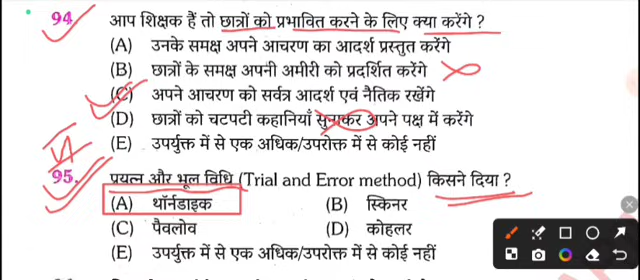 94 आप शिक्षक हैं तो छात्रों को प्रभावित करने के लिए क्या करेंगे ?
(A) उनके समक्ष अपने आचरण का आदर्श प्रस्तुत करेंगे
(B) छात्रों के समक्ष अपनी अमीरी को प्रदर्शित करेंगे
(C) अपने आचरण को सर्वत्र आदर्श एवं नैतिक रखेंगे
(D) छात्रों को चटपटी कहानियाँ सुनाकर अपने पक्ष में करेंगे
(E) उपर्युक्त में से एक अधिक/उपरोक्त में से कोई नहीं
95. प्रयत्न और भूल विधि (Trial and Error method) किसने दिया ?
(A) थॉर्नडाइक (B) स्किनर
(C) पैवलोव (D) कोहलर
(E) उपर्युक्त में से एक अधिक/उपरोक्त में से कोई नहीं